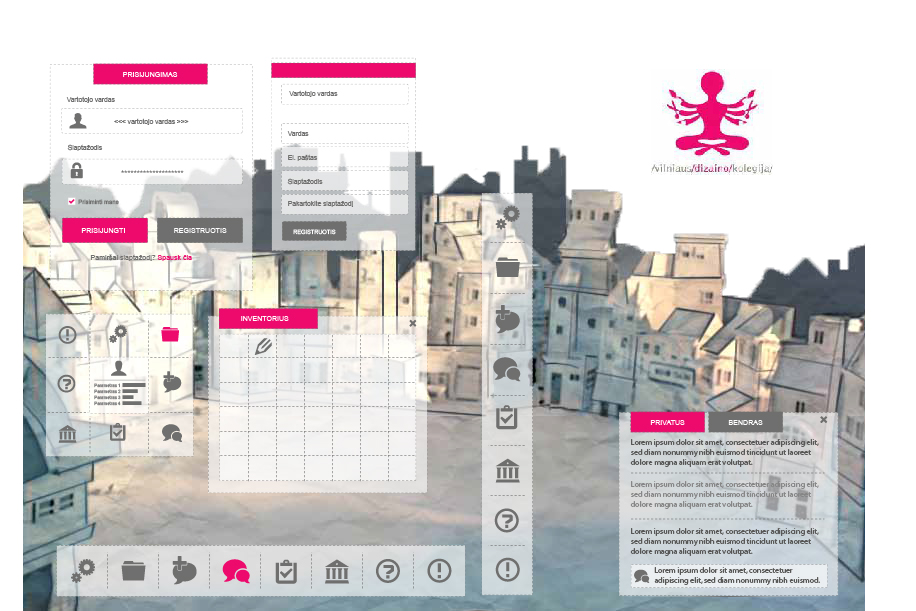 PRISIJUNGIMAS
Vartotojo vardas
<<< vartotojo vardas >>>
Slaptažodis
********************
Prisiminti mane
PRISIJUNGTI
REGISTRUOTIS
Pamiršai slaptažodį? Spausk čia
Vartotojo vardas
Vardas
El. paštas
Slaptažodis
Pakartokite slaptažodį
REGISTRUOTIS
/vilniaus/dizaino/kolegija/
Parametras 1
Parametras 2
Parametras 3
Parametras 4
INVENTORIUS
PRIVATUS
BENDRAS
Lorem ipsum dolor sit amet, consectetuer adipiscing elit,
sed diam nonummy nibh euismod tincidunt ut laoreet
dolore magna aliquam erat volutpat.
Lorem ipsum dolor sit amet, consectetuer adipiscing elit,
sed diam nonummy nibh euismod tincidunt ut laoreet
dolore magna aliquam erat volutpat.
Lorem ipsum dolor sit amet, consectetuer adipiscing elit,
sed diam nonummy nibh euismod tincidunt ut laoreet
dolore magna aliquam erat volutpat.
Lorem ipsum dolor sit amet, consectetuer
adipiscing elit, sed diam nonummy nibh euismod.